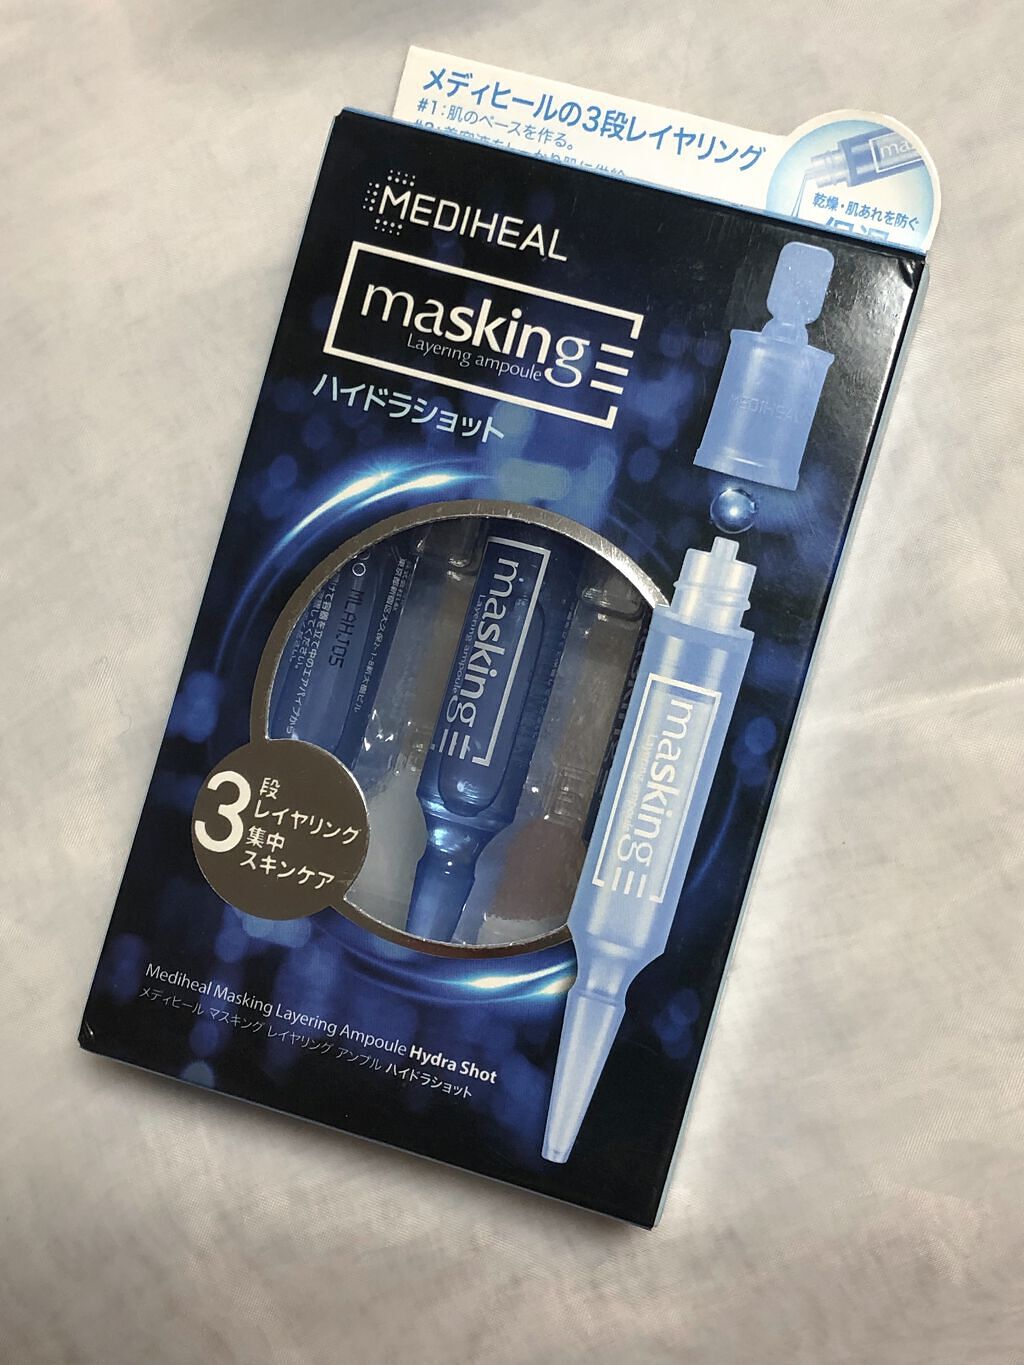 メディヒールの3段レイヤリング
#1:肌のベースを作る。
乾燥・肌あれを防ぐ
保湿
MEDIHEAL
masking
Layering ampoule
ハイドラショット
MEDIHEAL
masking
Layering ampoule
MLAHJ05
masking
Layering ampoule
3段
レイヤリング
集中
スキンケア
Mediheal Masking Layering Ampoule Hydra Shot
メディヒール マスキング レイヤリング アンプル ハイドラショット